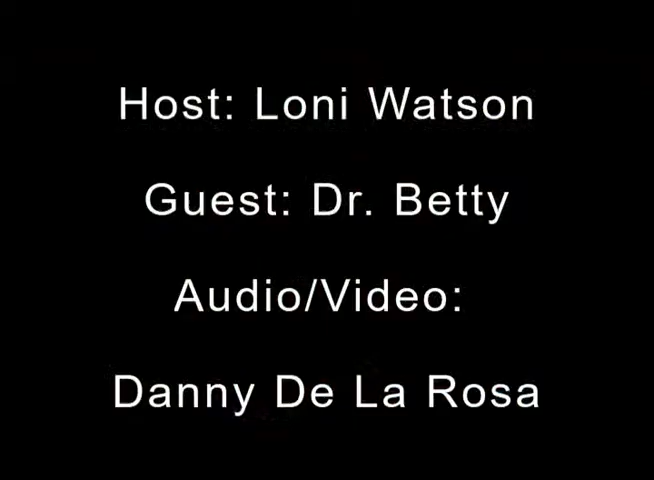 Host: Loni Watson
Guest: Dr. Betty
Audio/Video:
Danny De La Rosa